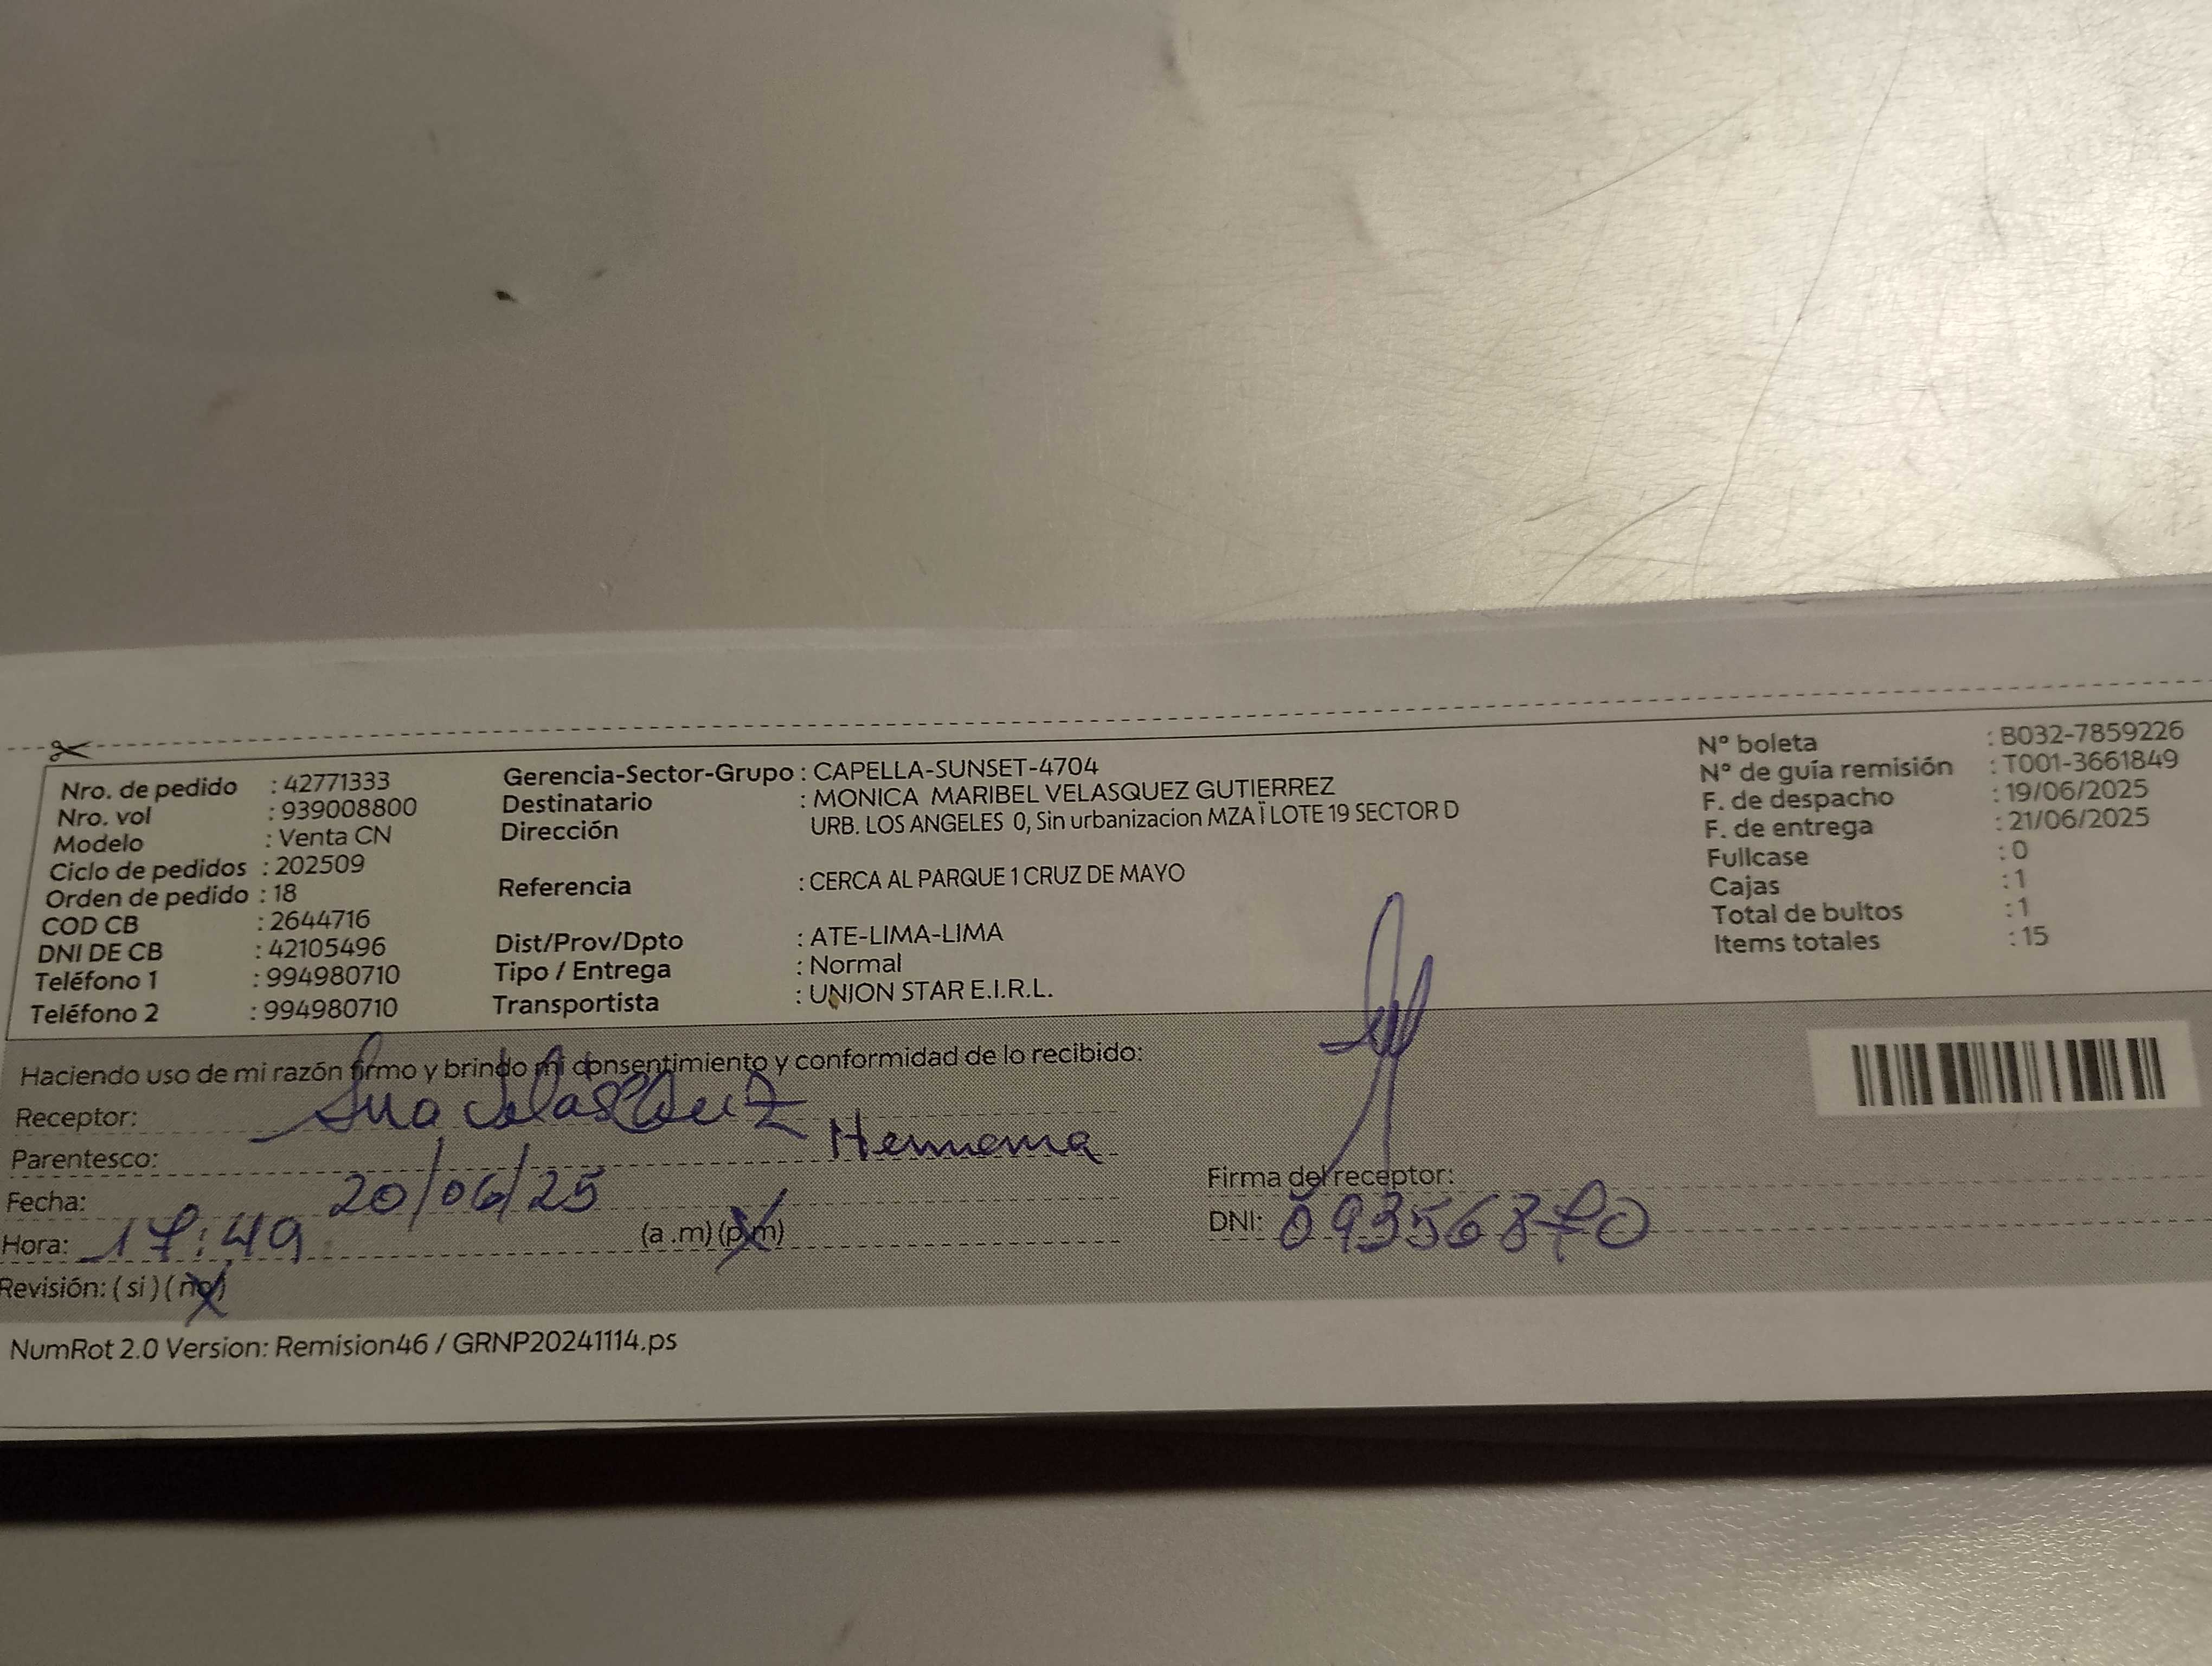 Nro. de pedido : 42771333
Nro. vol : 939008800
Modelo : Venta CN
Ciclo de pedidos : 202509
Orden de pedido : 18
COD CB : 2644716
DNI DE CB : 42105496
Teléfono 1 : 994980710
Teléfono 2 : 994980710
Gerencia-Sector-Grupo : CAPELLA-SUNSET-4704
Destinatario : MONICA MARIBEL VELASQUEZ GUTIERREZ
Dirección URB. LOS ANGELES 0, Sin urbanizacion MZA Ï LOTE 19 SECTOR D
Referencia : CERCA AL PARQUE 1 CRUZ DE MAYO
Dist/Prov/Dpto : ATE-LIMA-LIMA
Tipo / Entrega : Normal
Transportista : UNION STAR E.I.R.L.
N° boleta : B032-7859226
N° de guía remisión : T001-3661849
F. de despacho : 19/06/2025
F. de entrega : 21/06/2025
Fullcase : 0
Cajas : 1
Total de bultos : 1
Items totales : 15
Haciendo uso de mi razón firmo y brindo mi consentimiento y conformidad de lo recibido:
Receptor: Velasquez
Parentesco: Hermana
Fecha: 20/06/25
Hora: 17:49 (a .m) (p.m)
Revisión: ( si ) ( no )
Firma del receptor:
DNI: 09356870
NumRot 2.0 Version: Remision46 / GRNP20241114.ps